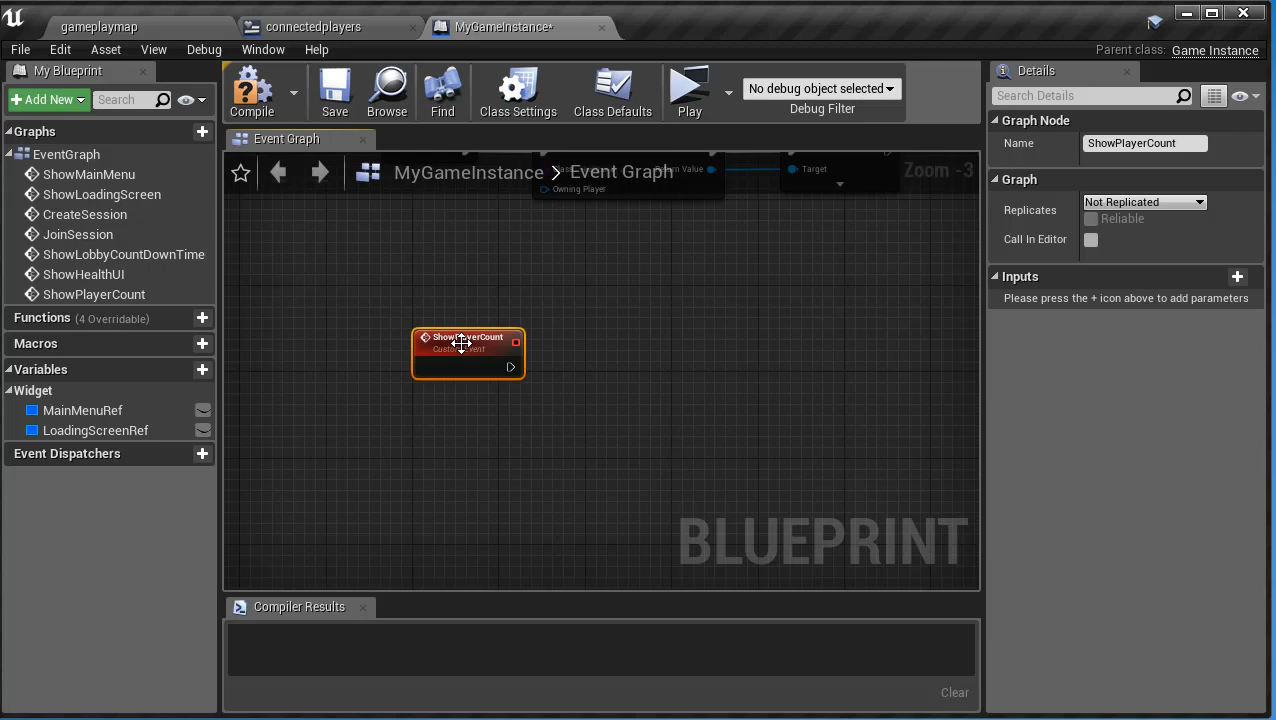 gameplaymap
connectedplayers
MyGameInstance*
File Edit Asset View Debug Window Help
Parent class: Game Instance
My Blueprint
Add New
Search
Graphs
EventGraph
ShowMainMenu
ShowLoadingScreen
CreateSession
JoinSession
ShowLobbyCountDownTime
ShowHealthUI
ShowPlayerCount
Functions (4 Overridable)
Macros
Variables
Widget
MainMenuRef
LoadingScreenRef
Event Dispatchers
Compile
Save
Browse
Find
Class Settings
Class Defaults
Play
No debug object selected
Debug Filter
Event Graph
MyGameInstance > Event Graph
Zoom -3
Value
Target
Owning Player
ShowPlayerCount
Custom Event
BLUEPRINT
Compiler Results
Clear
Details
Search Details
Graph Node
Name ShowPlayerCount
Graph
Replicates Not Replicated
Reliable
Call In Editor
Inputs
Please press the + icon above to add parameters